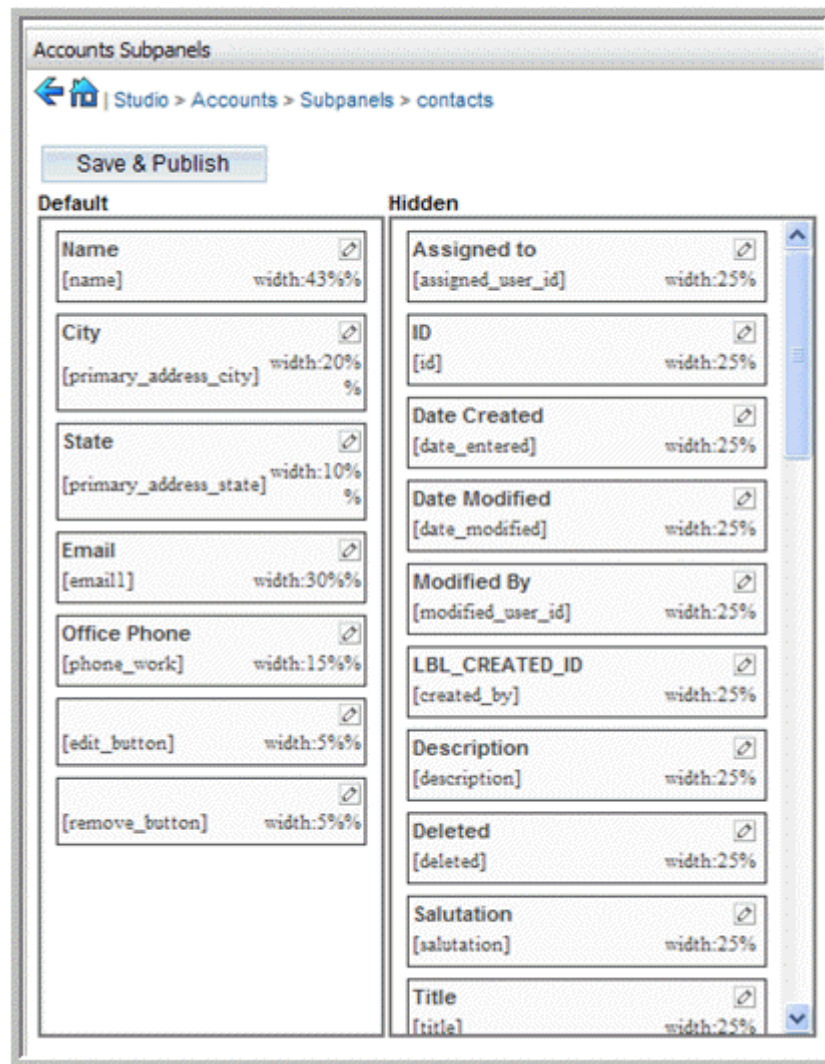 Accounts Subpanels
| Studio > Accounts > Subpanels > contacts
Save & Publish
Default
Name
[name] width:43%%
City
[primary_address_city] width:20%
%
State
[primary_address_state] width:10%
%
Email
[email1] width:30%%
Office Phone
[phone_work] width:15%%
[edit_button] width:5%%
[remove_button] width:5%%
Hidden
Assigned to
[assigned_user_id] width:25%
ID
[id] width:25%
Date Created
[date_entered] width:25%
Date Modified
[date_modified] width:25%
Modified By
[modified_user_id] width:25%
LBL_CREATED_ID
[created_by] width:25%
Description
[description] width:25%
Deleted
[deleted] width:25%
Salutation
[salutation] width:25%
Title
[title] width:25%